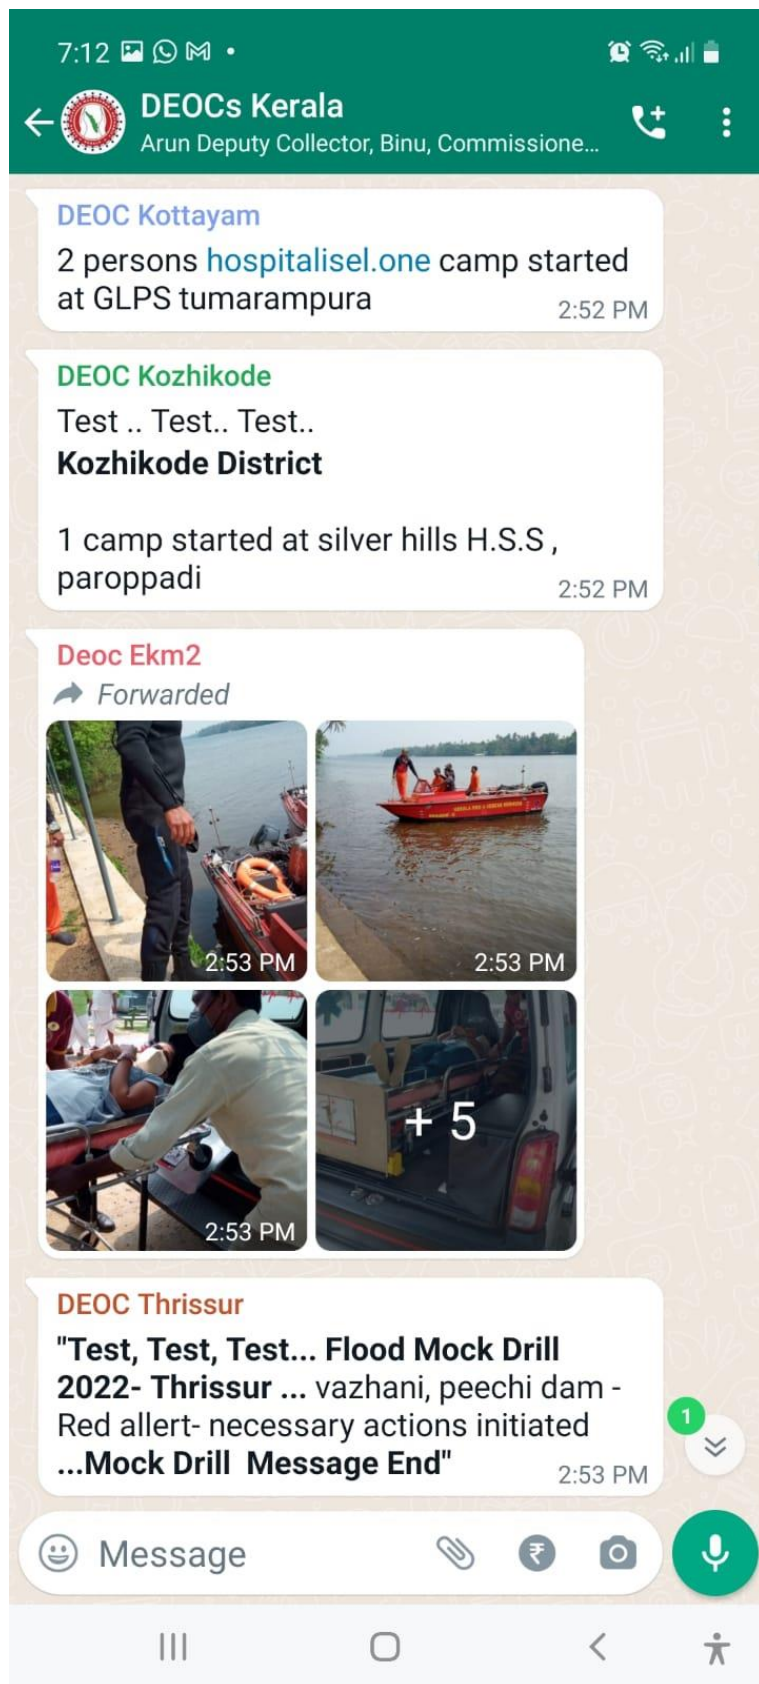 7:12
DEOCs Kerala
Arun Deputy Collector, Binu, Commissione...
DEOC Kottayam
2 persons hospitalisel.one camp started
at GLPS tumarampura
2:52 PM
DEOC Kozhikode
Test .. Test.. Test..
Kozhikode District
1 camp started at silver hills H.S.S ,
paroppadi
2:52 PM
Deoc Ekm2
Forwarded
2:53 PM
2:53 PM
2:53 PM
+ 5
DEOC Thrissur
"Test, Test, Test... Flood Mock Drill
2022- Thrissur ... vazhani, peechi dam -
Red allert- necessary actions initiated
...Mock Drill  Message End"
2:53 PM
1
Message